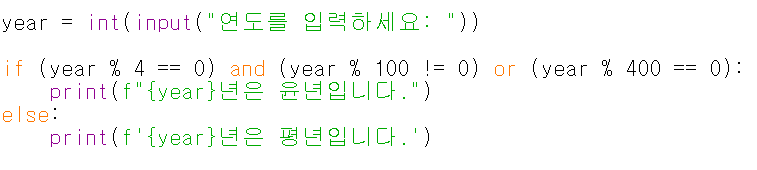 year = int(input("연도를 입력하세요: "))
if (year % 4 == 0) and (year % 100 != 0) or (year % 400 == 0):
    print(f"{year}년은 윤년입니다.")
else:
    print(f'{year}년은 평년입니다.')